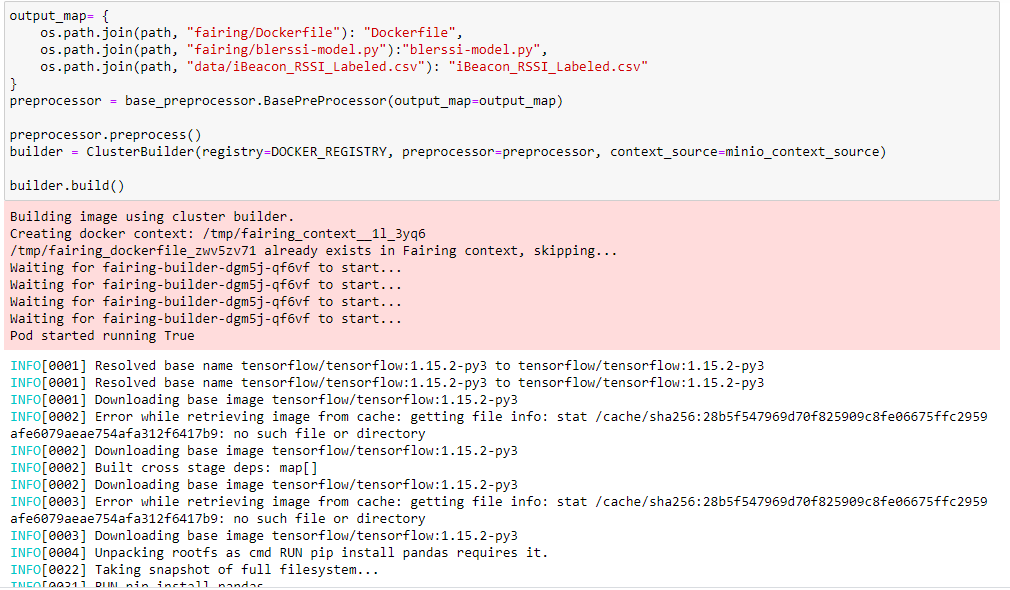 output_map= {
    os.path.join(path, "fairing/Dockerfile"): "Dockerfile",
    os.path.join(path, "fairing/blerssi-model.py"):"blerssi-model.py",
    os.path.join(path, "data/iBeacon_RSSI_Labeled.csv"): "iBeacon_RSSI_Labeled.csv"
}
preprocessor = base_preprocessor.BasePreProcessor(output_map=output_map)

preprocessor.preprocess()
builder = ClusterBuilder(registry=DOCKER_REGISTRY, preprocessor=preprocessor, context_source=minio_context_source)

builder.build()
Building image using cluster builder.
Creating docker context: /tmp/fairing_context__1l_3yq6
/tmp/fairing_dockerfile_zwv5zv71 already exists in Fairing context, skipping...
Waiting for fairing-builder-dgm5j-qf6vf to start...
Waiting for fairing-builder-dgm5j-qf6vf to start...
Waiting for fairing-builder-dgm5j-qf6vf to start...
Waiting for fairing-builder-dgm5j-qf6vf to start...
Pod started running True
INFO[0001] Resolved base name tensorflow/tensorflow:1.15.2-py3 to tensorflow/tensorflow:1.15.2-py3
INFO[0001] Resolved base name tensorflow/tensorflow:1.15.2-py3 to tensorflow/tensorflow:1.15.2-py3
INFO[0001] Downloading base image tensorflow/tensorflow:1.15.2-py3
INFO[0002] Error while retrieving image from cache: getting file info: stat /cache/sha256:28b5f547969d70f825909c8fe06675ffc2959
afe6079aeae754afa312f6417b9: no such file or directory
INFO[0002] Downloading base image tensorflow/tensorflow:1.15.2-py3
INFO[0002] Built cross stage deps: map[]
INFO[0002] Downloading base image tensorflow/tensorflow:1.15.2-py3
INFO[0003] Error while retrieving image from cache: getting file info: stat /cache/sha256:28b5f547969d70f825909c8fe06675ffc2959
afe6079aeae754afa312f6417b9: no such file or directory
INFO[0003] Downloading base image tensorflow/tensorflow:1.15.2-py3
INFO[0004] Unpacking rootfs as cmd RUN pip install pandas requires it.
INFO[0022] Taking snapshot of full filesystem...
INFO[0031] RUN pip install pandas